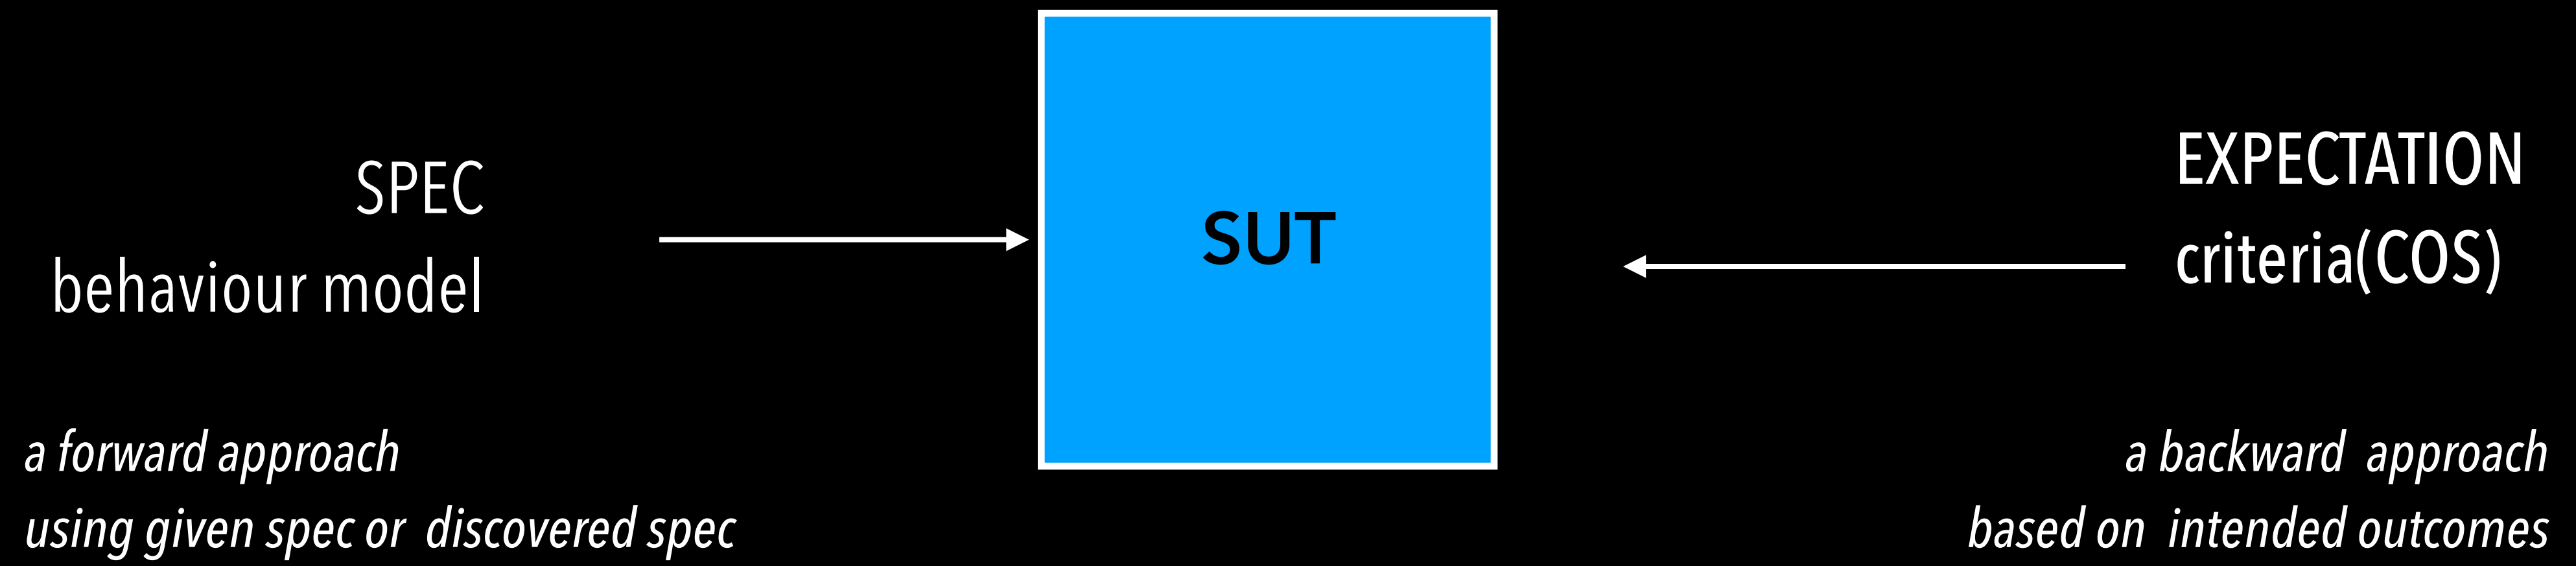 SPEC
behaviour model
a forward approach
using given spec or discovered spec
SUT
EXPECTATION
criteria(COS)
a backward approach
based on intended outcomes